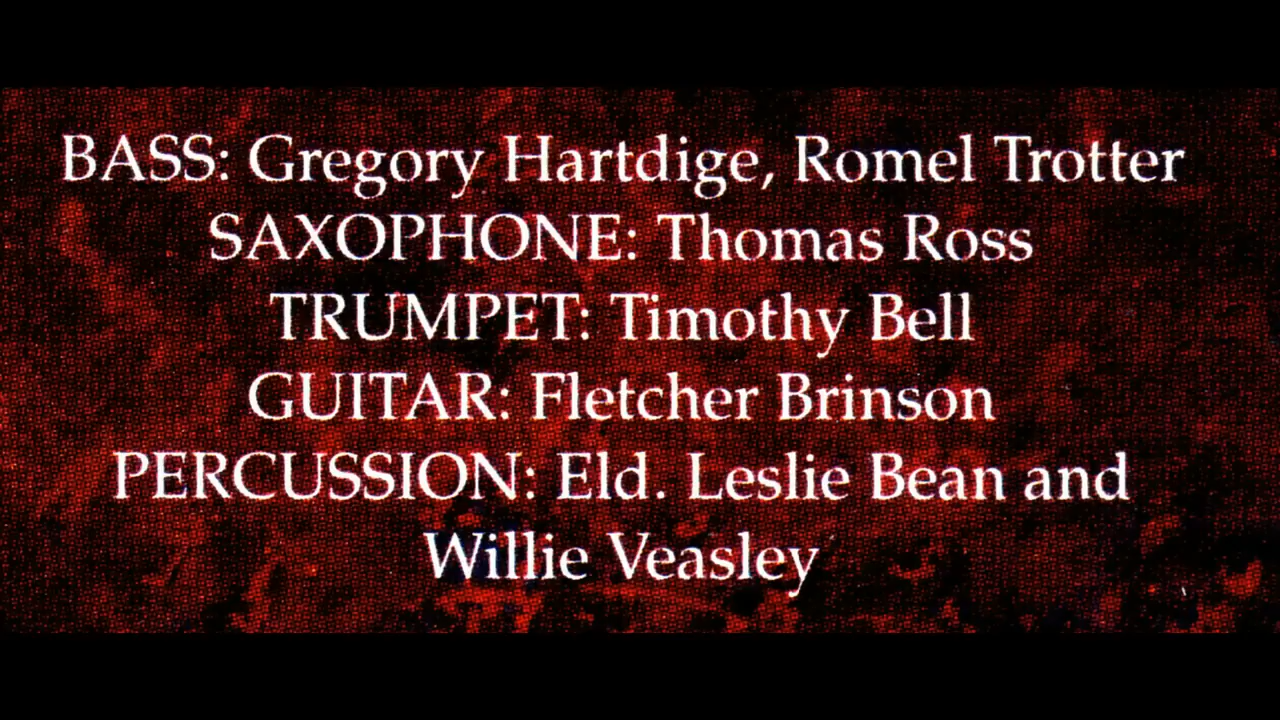 BASS: Gregory Hartdige, Romel Trotter
SAXOPHONE: Thomas Ross
TRUMPET: Timothy Bell
GUITAR: Fletcher Brinson
PERCUSSION: Eld. Leslie Bean and
Willie Veasley